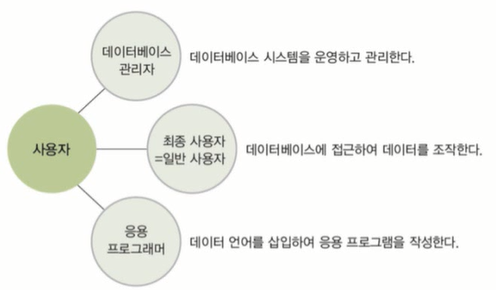 데이터베이스
관리자
데이터베이스 시스템을 운영하고 관리한다.
사용자
최종 사용자
=일반 사용자
데이터베이스에 접근하여 데이터를 조작한다.
응용
프로그래머
데이터 언어를 삽입하여 응용 프로그램을 작성한다.